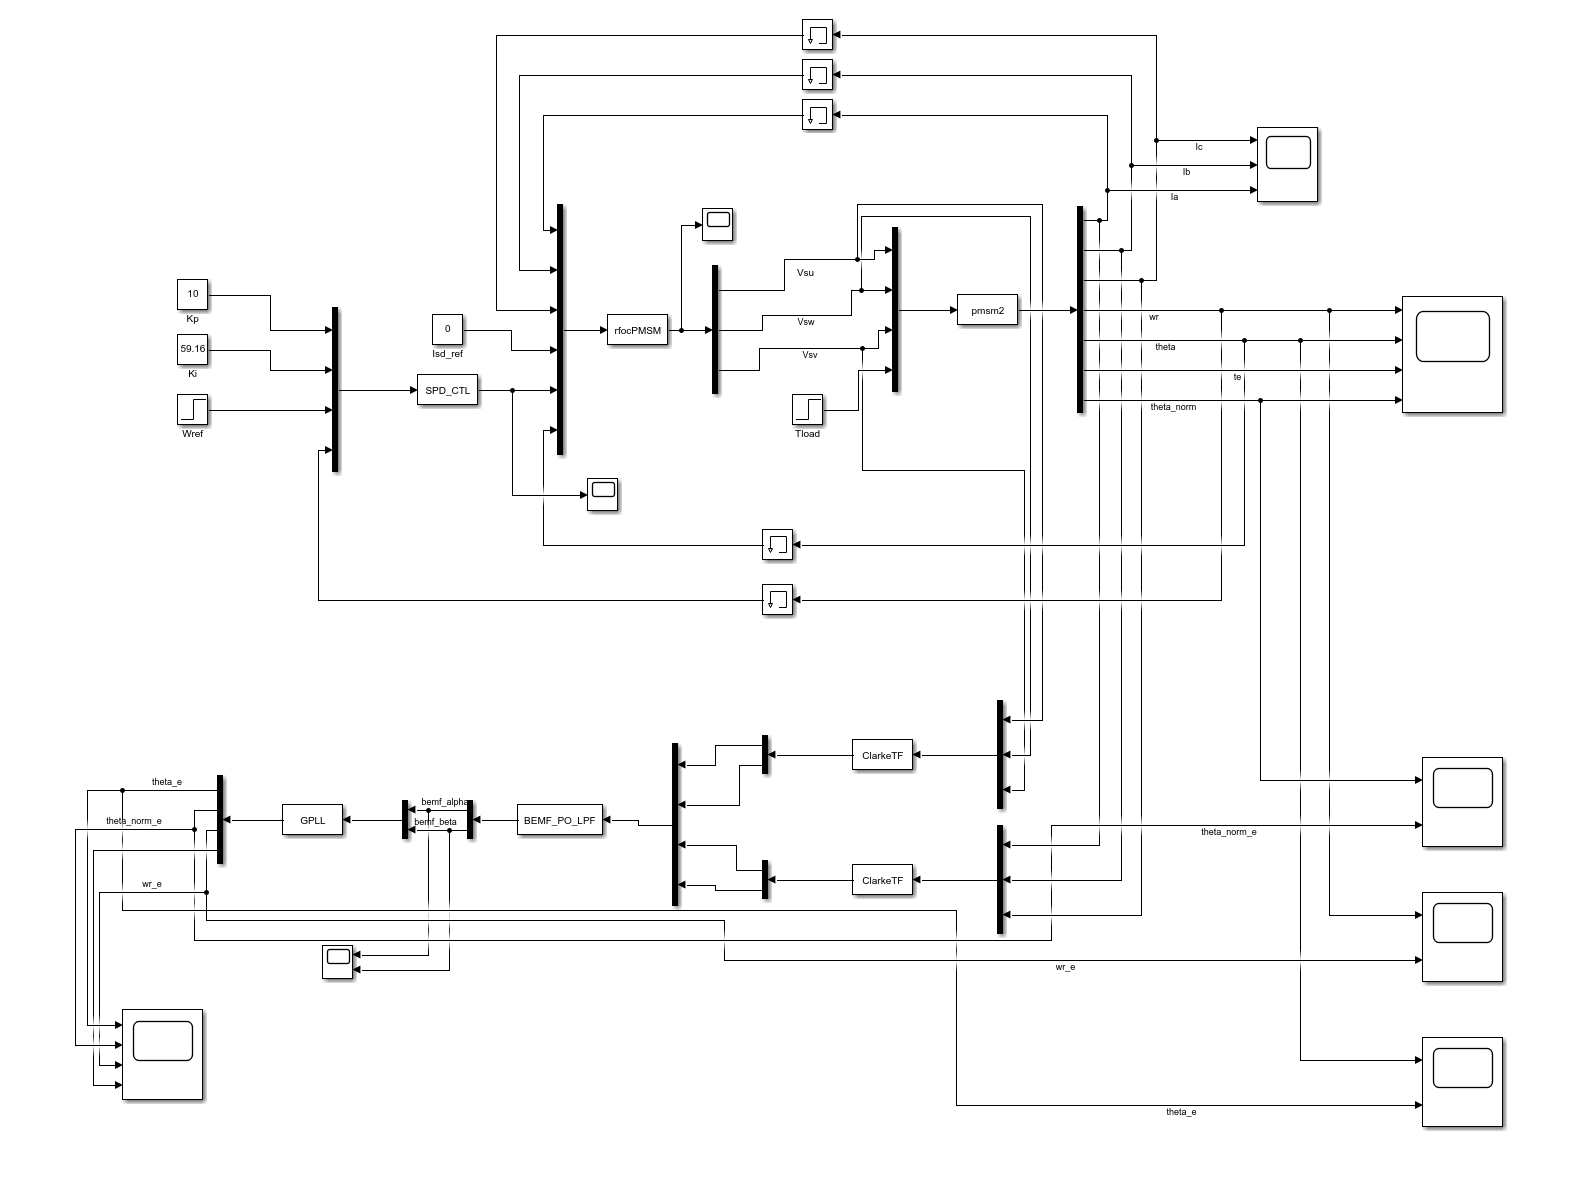 Ic
Ib
Ia
Vsu
10
Kp
0
Isd_ref
rfocPMSM
Vsw
pmsm2
wr
59.16
Ki
Vsv
theta
SPD_CTL
te
Wref
Tload
theta_norm
ClarkeTF
theta_e
bemf_alpha
theta_norm_e
GPLL
bemf_beta
BEMF_PO_LPF
theta_norm_e
wr_e
ClarkeTF
wr_e
theta_e